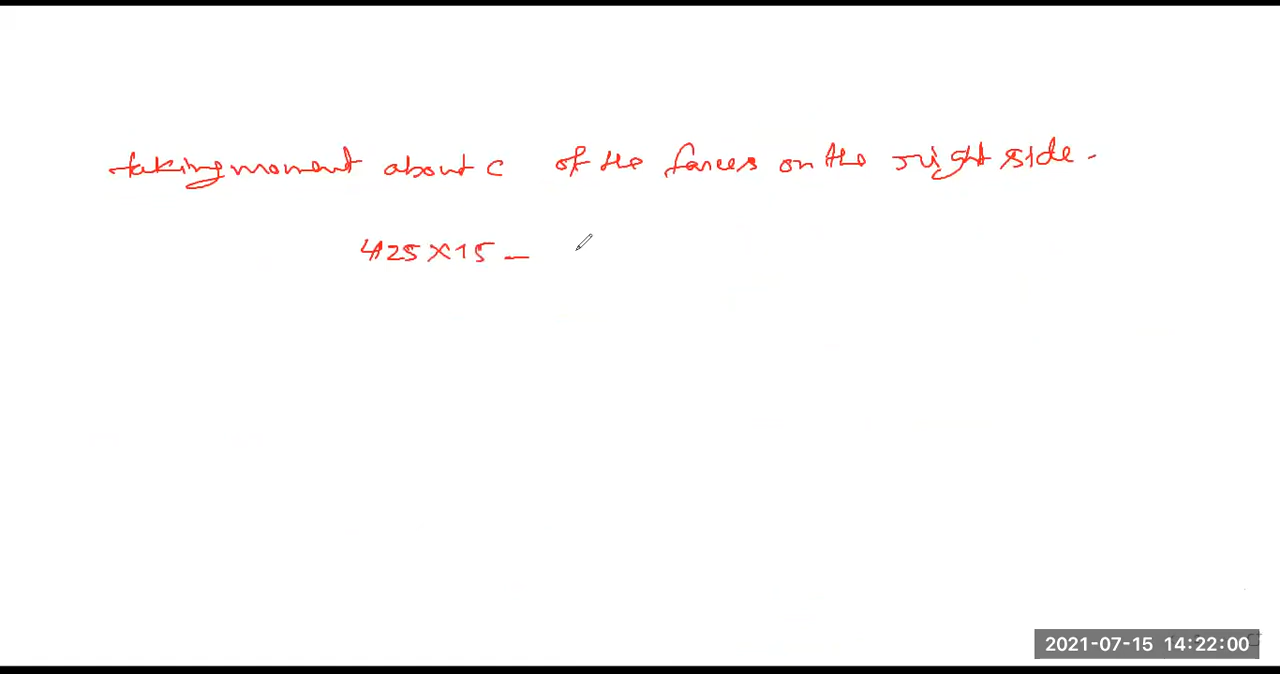 taking moment about c of the forces on the right side.
425×15 –
2021-07-15 14:22:00